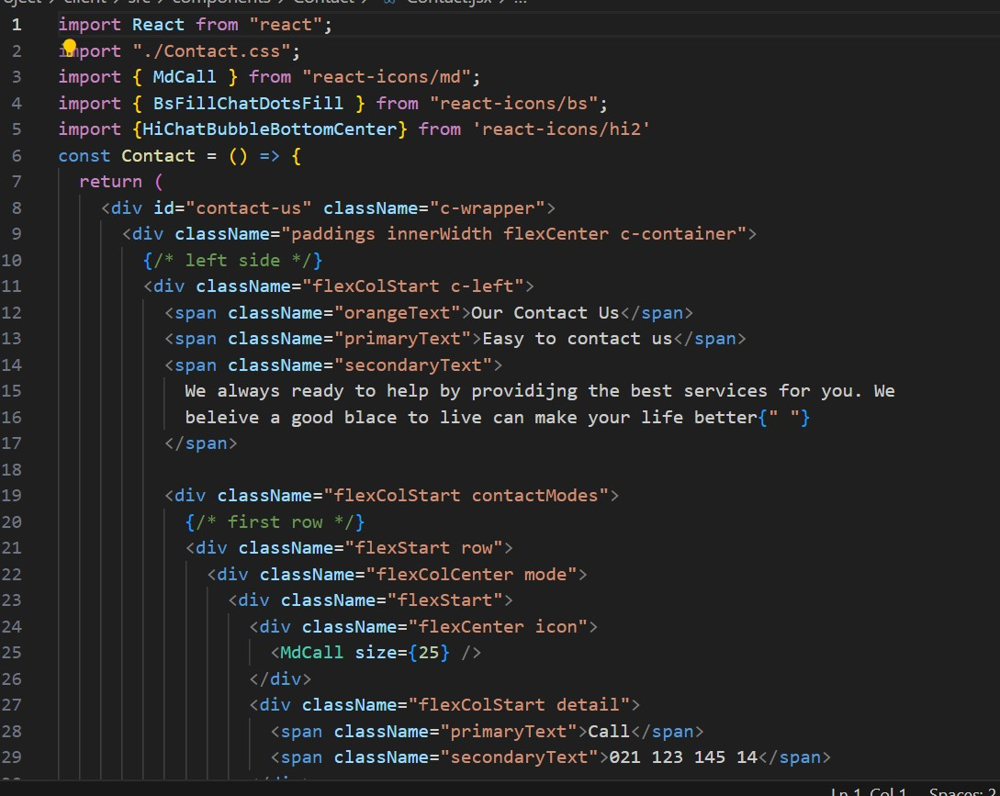 client > src > components > Contact > Contact.jsx > ...
1 import React from "react";
2 import "./Contact.css";
3 import { MdCall } from "react-icons/md";
4 import { BsFillChatDotsFill } from "react-icons/bs";
5 import {HiChatBubbleBottomCenter} from 'react-icons/hi2'
6 const Contact = () => {
7 return (
8 <div id="contact-us" className="c-wrapper">
9 <div className="paddings innerWidth flexCenter c-container">
10 {/* left side */}
11 <div className="flexColStart c-left">
12 <span className="orangeText">Our Contact Us</span>
13 <span className="primaryText">Easy to contact us</span>
14 <span className="secondaryText">
15 We always ready to help by providijng the best services for you. We
16 beleive a good blace to live can make your life better{" "}
17 </span>
18
19 <div className="flexColStart contactModes">
20 {/* first row */}
21 <div className="flexStart row">
22 <div className="flexColCenter mode">
23 <div className="flexStart">
24 <div className="flexCenter icon">
25 <MdCall size={25} />
26 </div>
27 <div className="flexColStart detail">
28 <span className="primaryText">Call</span>
29 <span className="secondaryText">021 123 145 14</span>
Ln 1, Col 1 Spaces: 2